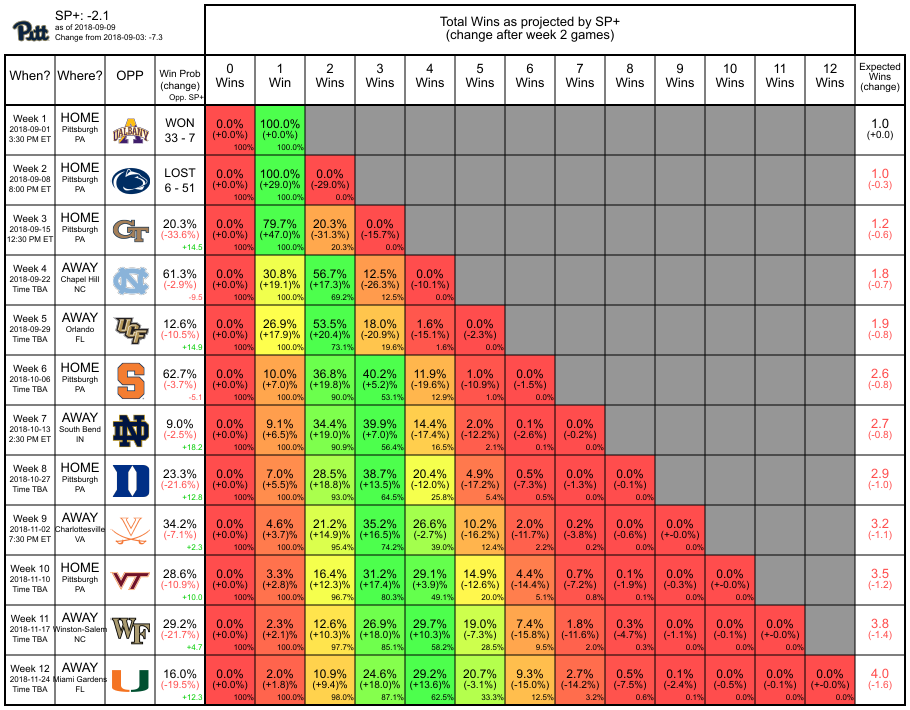 Pitt
SP+: -2.1
as of 2018-09-09
Change from 2018-09-03: -7.3
Total Wins as projected by SP+
(change after week 2 games)
When? Where? OPP Win Prob 0 1 2 3 4 5 6 7 8 9 10 11 12 Expected
(change) Wins Win Wins Wins Wins Wins Wins Wins Wins Wins Wins Wins Wins Wins
Opp. SP+ (change)
Week 1 HOME WON 0.0% 100.0% 1.0
2018-09-01 Pittsburgh ALBANY 33 - 7 (+0.0%) (+0.0%) (+0.0)
3:30 PM ET PA 100% 100.0%
Week 2 HOME LOST 0.0% 100.0% 0.0% 1.0
2018-09-08 Pittsburgh 6 - 51 (+0.0%) (+29.0)% (-29.0%) (-0.3)
8:00 PM ET PA 100% 100.0% 0.0%
Week 3 HOME GT 20.3% 0.0% 79.7% 20.3% 0.0% 1.2
2018-09-15 Pittsburgh (-33.6%) (+0.0%) (+47.0)% (-31.3%) (-15.7%) (-0.6)
12:30 PM ET PA +14.5 100% 100.0% 20.3% 0.0%
Week 4 AWAY NC 61.3% 0.0% 30.8% 56.7% 12.5% 0.0% 1.8
2018-09-22 Chapel Hill (-2.9%) (+0.0%) (+19.1)% (+17.3)% (-26.3%) (-10.1%) (-0.7)
Time TBA NC -9.5 100% 100.0% 69.2% 12.5% 0.0%
Week 5 AWAY UCF 12.6% 0.0% 26.9% 53.5% 18.0% 1.6% 0.0% 1.9
2018-09-29 Orlando (-10.5%) (+0.0%) (+17.9)% (+20.4)% (-20.9%) (-15.1%) (-2.3%) (-0.8)
Time TBA FL +14.9 100% 100.0% 73.1% 19.6% 1.6% 0.0%
Week 6 HOME S 62.7% 0.0% 10.0% 36.8% 40.2% 11.9% 1.0% 0.0% 2.6
2018-10-06 Pittsburgh (-3.7%) (+0.0%) (+7.0)% (+19.8)% (+5.2)% (-19.6%) (-10.9%) (-1.5%) (-0.8)
Time TBA PA -5.1 100% 100.0% 90.0% 53.1% 12.9% 1.0% 0.0%
Week 7 AWAY ND 9.0% 0.0% 9.1% 34.4% 39.9% 14.4% 2.0% 0.1% 0.0% 2.7
2018-10-13 South Bend (-2.5%) (+0.0%) (+6.5)% (+19.0)% (+7.0)% (-17.4%) (-12.2%) (-2.6%) (-0.2%) (-0.8)
2:30 PM ET IN +18.2 100% 100.0% 90.9% 56.4% 16.5% 2.1% 0.1% 0.0%
Week 8 HOME D 23.3% 0.0% 7.0% 28.5% 38.7% 20.4% 4.9% 0.5% 0.0% 0.0% 2.9
2018-10-27 Pittsburgh (-21.6%) (+0.0%) (+5.5)% (+18.8)% (+13.5)% (-12.0%) (-17.2%) (-7.3%) (-1.3%) (-0.1%) (-1.0)
Time TBA PA +12.8 100% 100.0% 93.0% 64.5% 25.8% 5.4% 0.5% 0.0% 0.0%
Week 9 AWAY 34.2% 0.0% 4.6% 21.2% 35.2% 26.6% 10.2% 2.0% 0.2% 0.0% 0.0% 3.2
2018-11-02 Charlottesville (-7.1%) (+0.0%) (+3.7)% (+14.9)% (+16.5)% (-2.7%) (-16.2%) (-11.7%) (-3.8%) (-0.6%) (+-0.0%) (-1.1)
7:30 PM ET VA +2.3 100% 100.0% 95.4% 74.2% 39.0% 12.4% 2.2% 0.2% 0.0% 0.0%
Week 10 HOME VT 28.6% 0.0% 3.3% 16.4% 31.2% 29.1% 14.9% 4.4% 0.7% 0.1% 0.0% 0.0% 3.5
2018-11-10 Pittsburgh (-10.9%) (+0.0%) (+2.8)% (+12.3)% (+17.4)% (+3.9)% (-12.6%) (-14.4%) (-7.2%) (-1.9%) (-0.3%) (+-0.0%) (-1.2)
Time TBA PA +10.0 100% 100.0% 96.7% 80.3% 49.1% 20.0% 5.1% 0.8% 0.1% 0.0% 0.0%
Week 11 AWAY WF 29.2% 0.0% 2.3% 12.6% 26.9% 29.7% 19.0% 7.4% 1.8% 0.3% 0.0% 0.0% 0.0% 3.8
2018-11-17 Winston-Salem (-21.7%) (+0.0%) (+2.1)% (+10.3)% (+18.0)% (+10.3)% (-7.3%) (-15.8%) (-11.6%) (-4.7%) (-1.1%) (-0.1%) (+-0.0%) (-1.4)
Time TBA NC +4.7 100% 100.0% 97.7% 85.1% 58.2% 28.5% 9.5% 2.0% 0.3% 0.0% 0.0% 0.0%
Week 12 AWAY U 16.0% 0.0% 2.0% 10.9% 24.6% 29.2% 20.7% 9.3% 2.7% 0.5% 0.1% 0.0% 0.0% 0.0% 4.0
2018-11-24 Miami Gardens (-19.5%) (+0.0%) (+1.8)% (+9.4)% (+18.0)% (+13.6)% (-3.1%) (-15.0%) (-14.2%) (-7.5%) (-2.4%) (-0.5%) (-0.1%) (+-0.0%) (-1.6)
Time TBA FL +12.3 100% 100.0% 98.0% 87.1% 62.5% 33.3% 12.5% 3.2% 0.6% 0.1% 0.0% 0.0% 0.0%